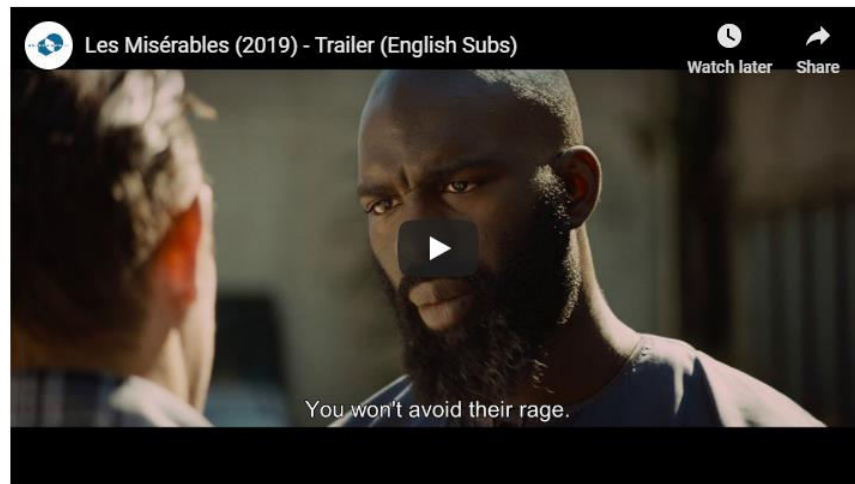 Les Misérables (2019) - Trailer (English Subs)
Watch later
Share
You won't avoid their rage.